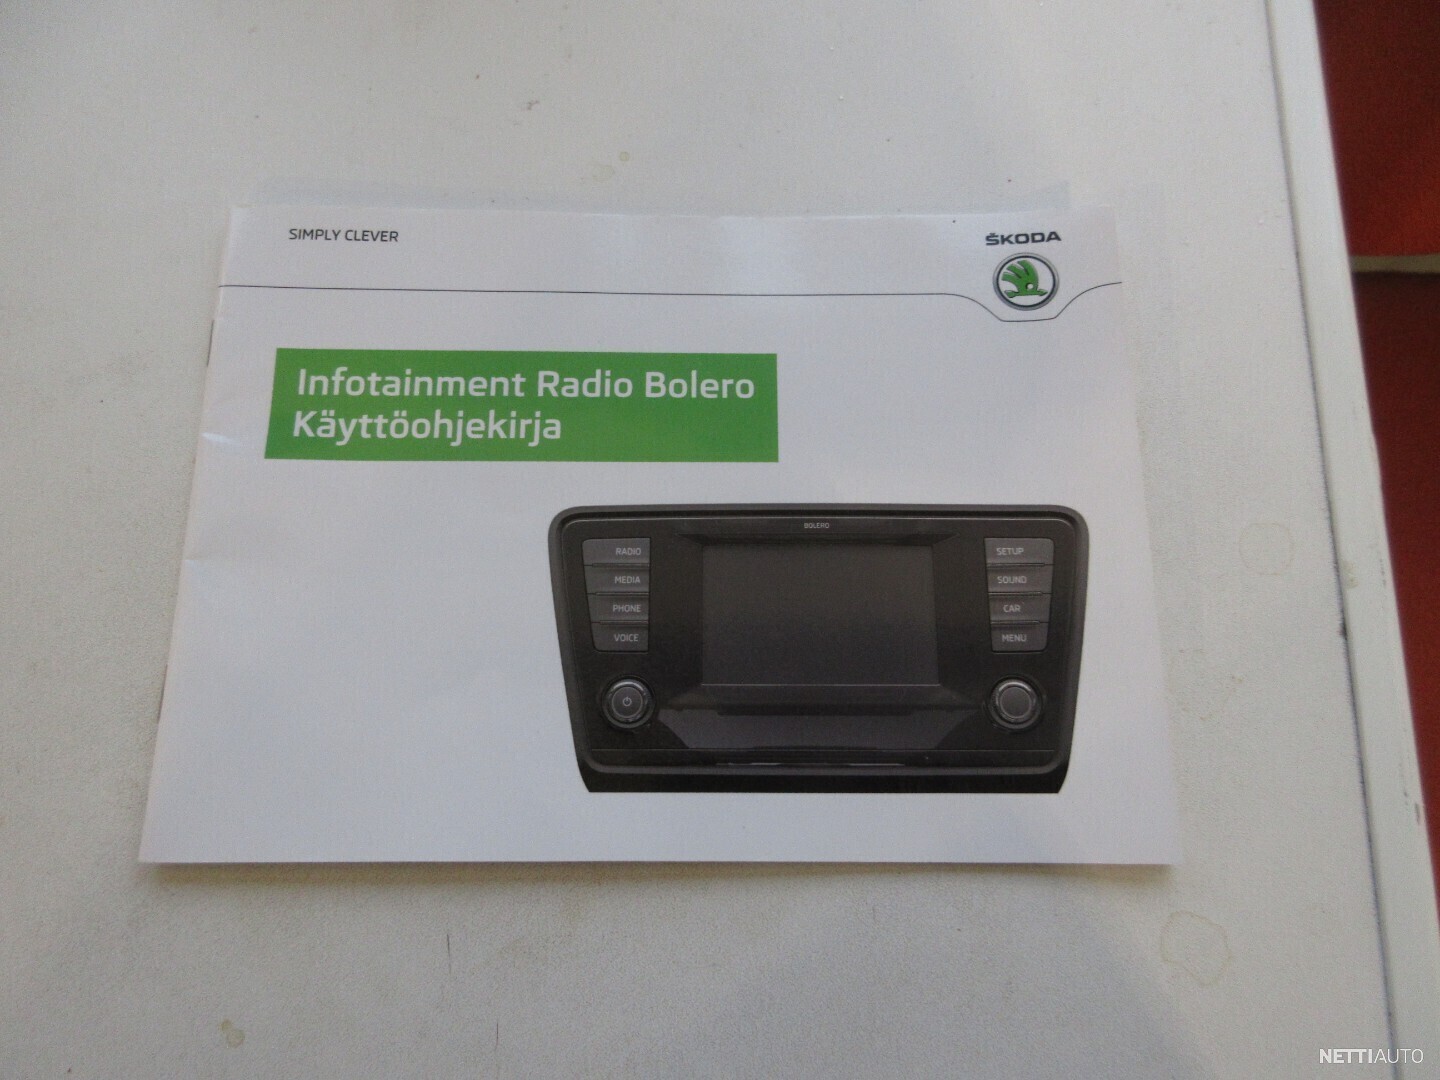 SIMPLY CLEVER
ŠKODA
Infotainment Radio Bolero
Käyttöohjekirja
BOLERO
RADIO
MEDIA
PHONE
VOICE
SETUP
SOUND
CAR
MENU
NETTIAUTO